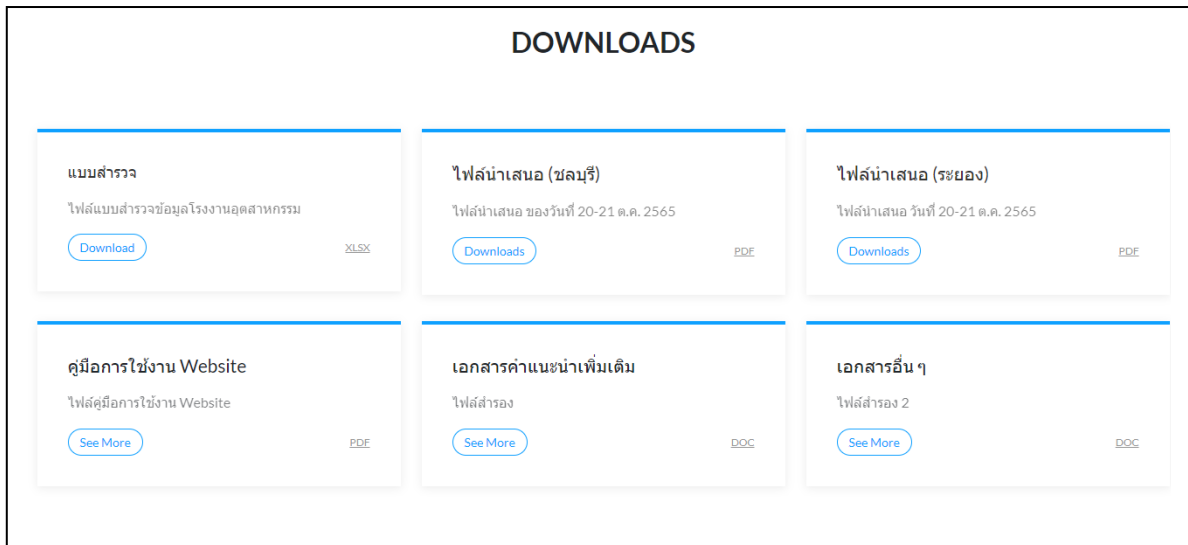 DOWNLOADS
แบบสำรวจ
ไฟล์แบบสำรวจข้อมูลโรงงานอุตสาหกรรม
Download
XLSX
ไฟล์นำเสนอ (ชลบุรี)
ไฟล์นำเสนอ ของวันที่ 20-21 ต.ค. 2565
Downloads
PDF
ไฟล์นำเสนอ (ระยอง)
ไฟล์นำเสนอ วันที่ 20-21 ต.ค. 2565
Downloads
PDF
คู่มือการใช้งาน Website
ไฟล์คู่มือการใช้งาน Website
See More
PDF
เอกสารคำแนะนำเพิ่มเติม
ไฟล์สำรอง
See More
DOC
เอกสารอื่น ๆ
ไฟล์สำรอง 2
See More
DOC